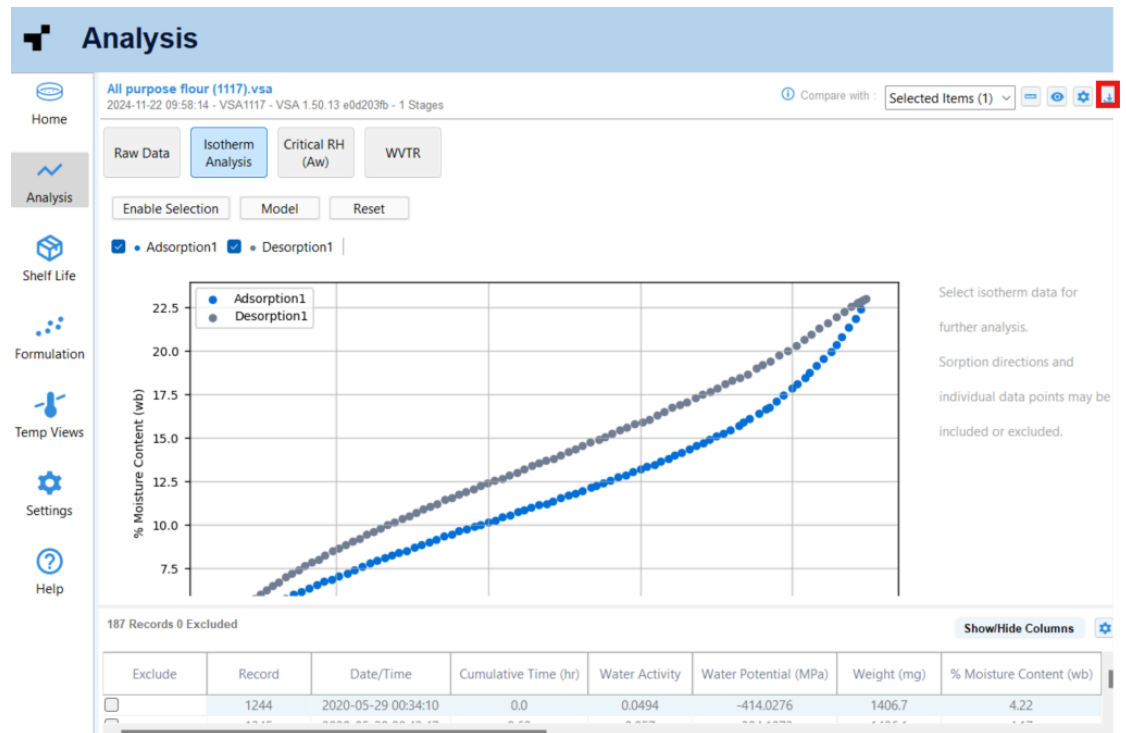 Analysis
Home
Analysis
Shelf Life
Formulation
Temp Views
Settings
Help
All purpose flour (1117).vsa
2024-11-22 09:58:14 - VSA1117 - VSA 1.50.13 e0d203fb - 1 Stages
Compare with :
Selected Items (1)
Raw Data
Isotherm
Analysis
Critical RH
(Aw)
WVTR
Enable Selection
Model
Reset
Adsorption1
Desorption1
Adsorption1
Desorption1
% Moisture Content (wb)
22.5
20.0
17.5
15.0
12.5
10.0
7.5
Select isotherm data for
further analysis.
Sorption directions and
individual data points may be
included or excluded.
187 Records 0 Excluded
Show/Hide Columns
Exclude Record Date/Time Cumulative Time (hr) Water Activity Water Potential (MPa) Weight (mg) % Moisture Content (wb)
1244 2020-05-29 00:34:10 0.0 0.0494 -414.0276 1406.7 4.22